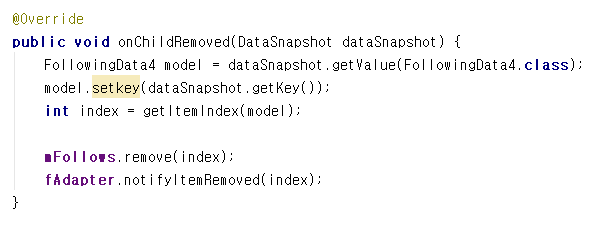 @Override
public void onChildRemoved(DataSnapshot dataSnapshot) {
    FollowingData4 model = dataSnapshot.getValue(FollowingData4.class);
    model.setkey(dataSnapshot.getKey());
    int index = getItemIndex(model);

    mFollows.remove(index);
    fAdapter.notifyItemRemoved(index);
}